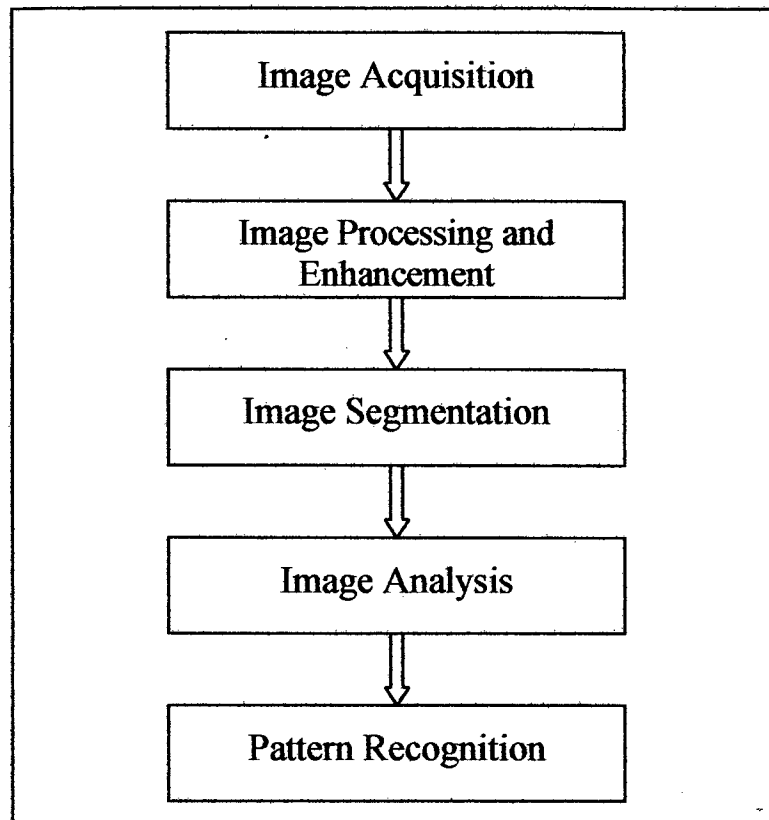 Image Acquisition
Image Processing and
Enhancement
Image Segmentation
Image Analysis
Pattern Recognition